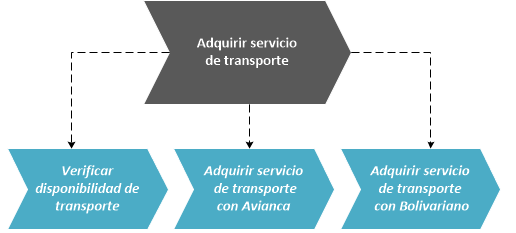 Adquirir servicio
de transporte
Verificar
disponibilidad de
transporte
Adquirir servicio
de transporte
con Avianca
Adquirir servicio
de transporte
con Bolivariano